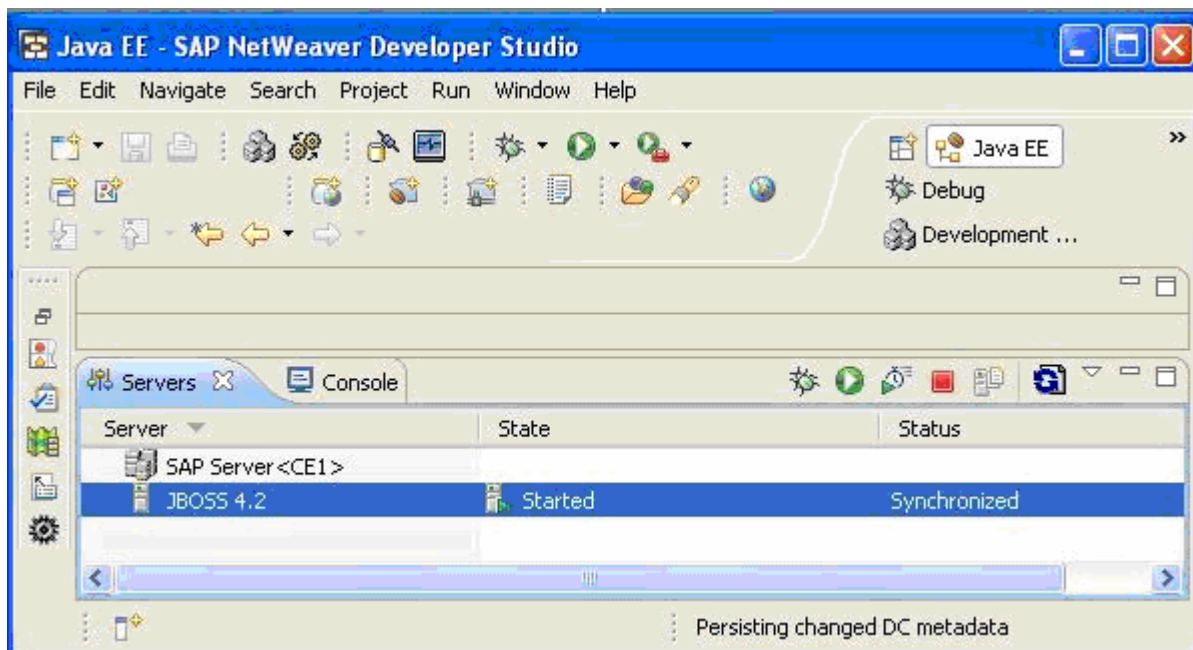 Java EE - SAP NetWeaver Developer Studio
File Edit Navigate Search Project Run Window Help
Java EE »
Debug
Development ...
Servers Console
Server State Status
SAP Server<CE1>
JBOSS 4.2 Started Synchronized
Persisting changed DC metadata